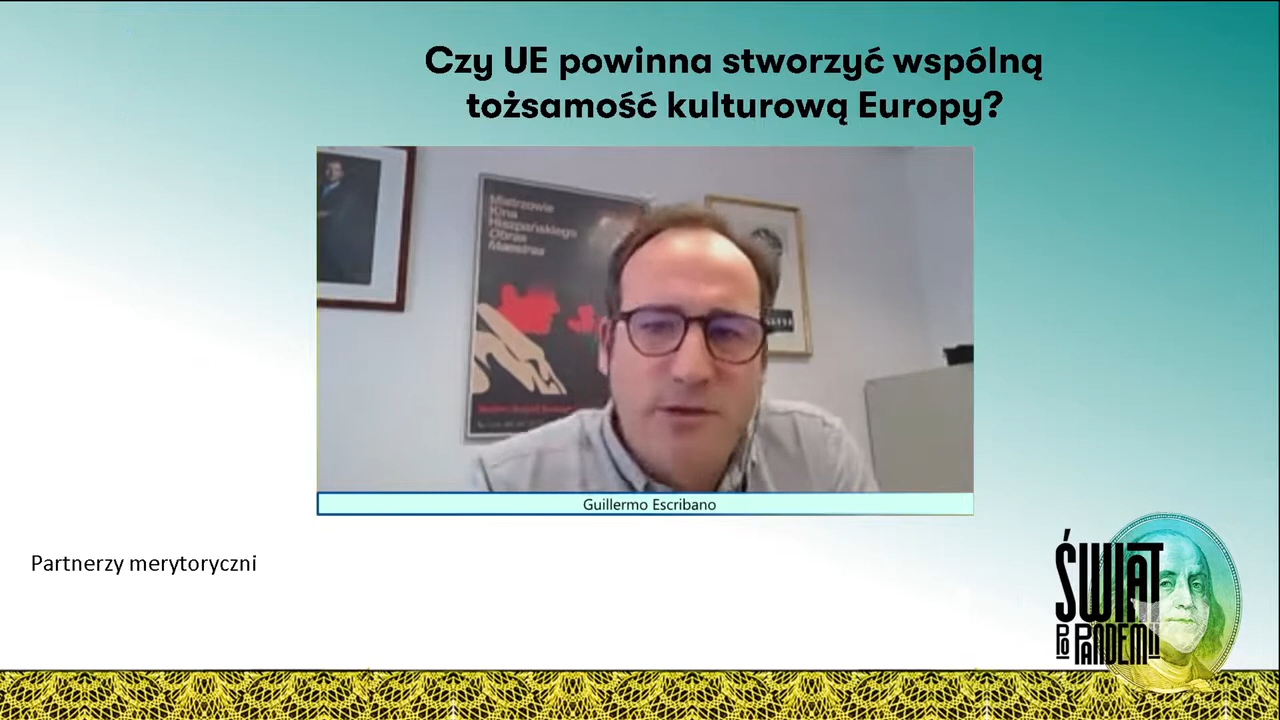 Czy UE powinna stworzyć wspólną
tożsamość kulturową Europy?
Mistrzowie
Kina
Hiszpańskiego
Obras
Maestras
Guillermo Escribano
Partnerzy merytoryczni
ŚWIAT
PO PANDEMII